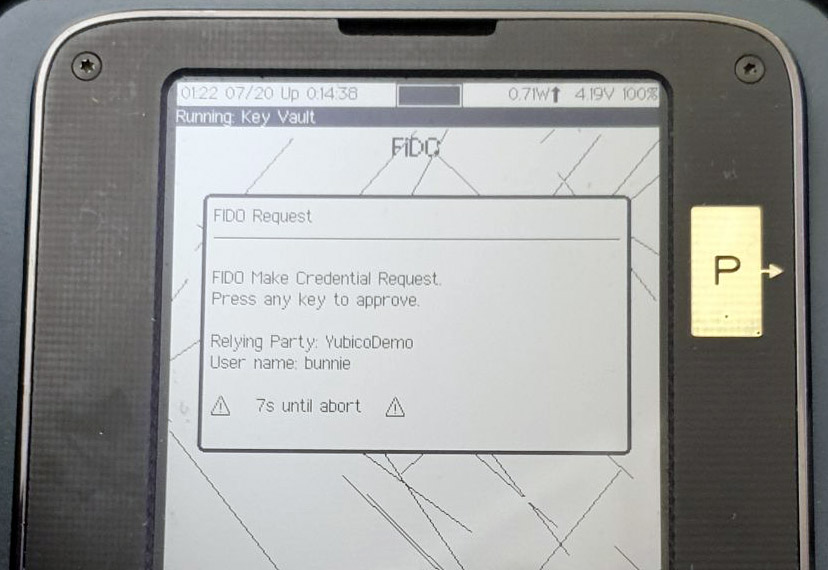 01:22 07/20 Up 0:14:38 0.71W↑ 4.19V 100%
Running: Key Vault
FIDO
FIDO Request
FIDO Make Credential Request.
Press any key to approve.
Relying Party: YubicoDemo
User name: bunnie
⚠ 7s until abort ⚠
P